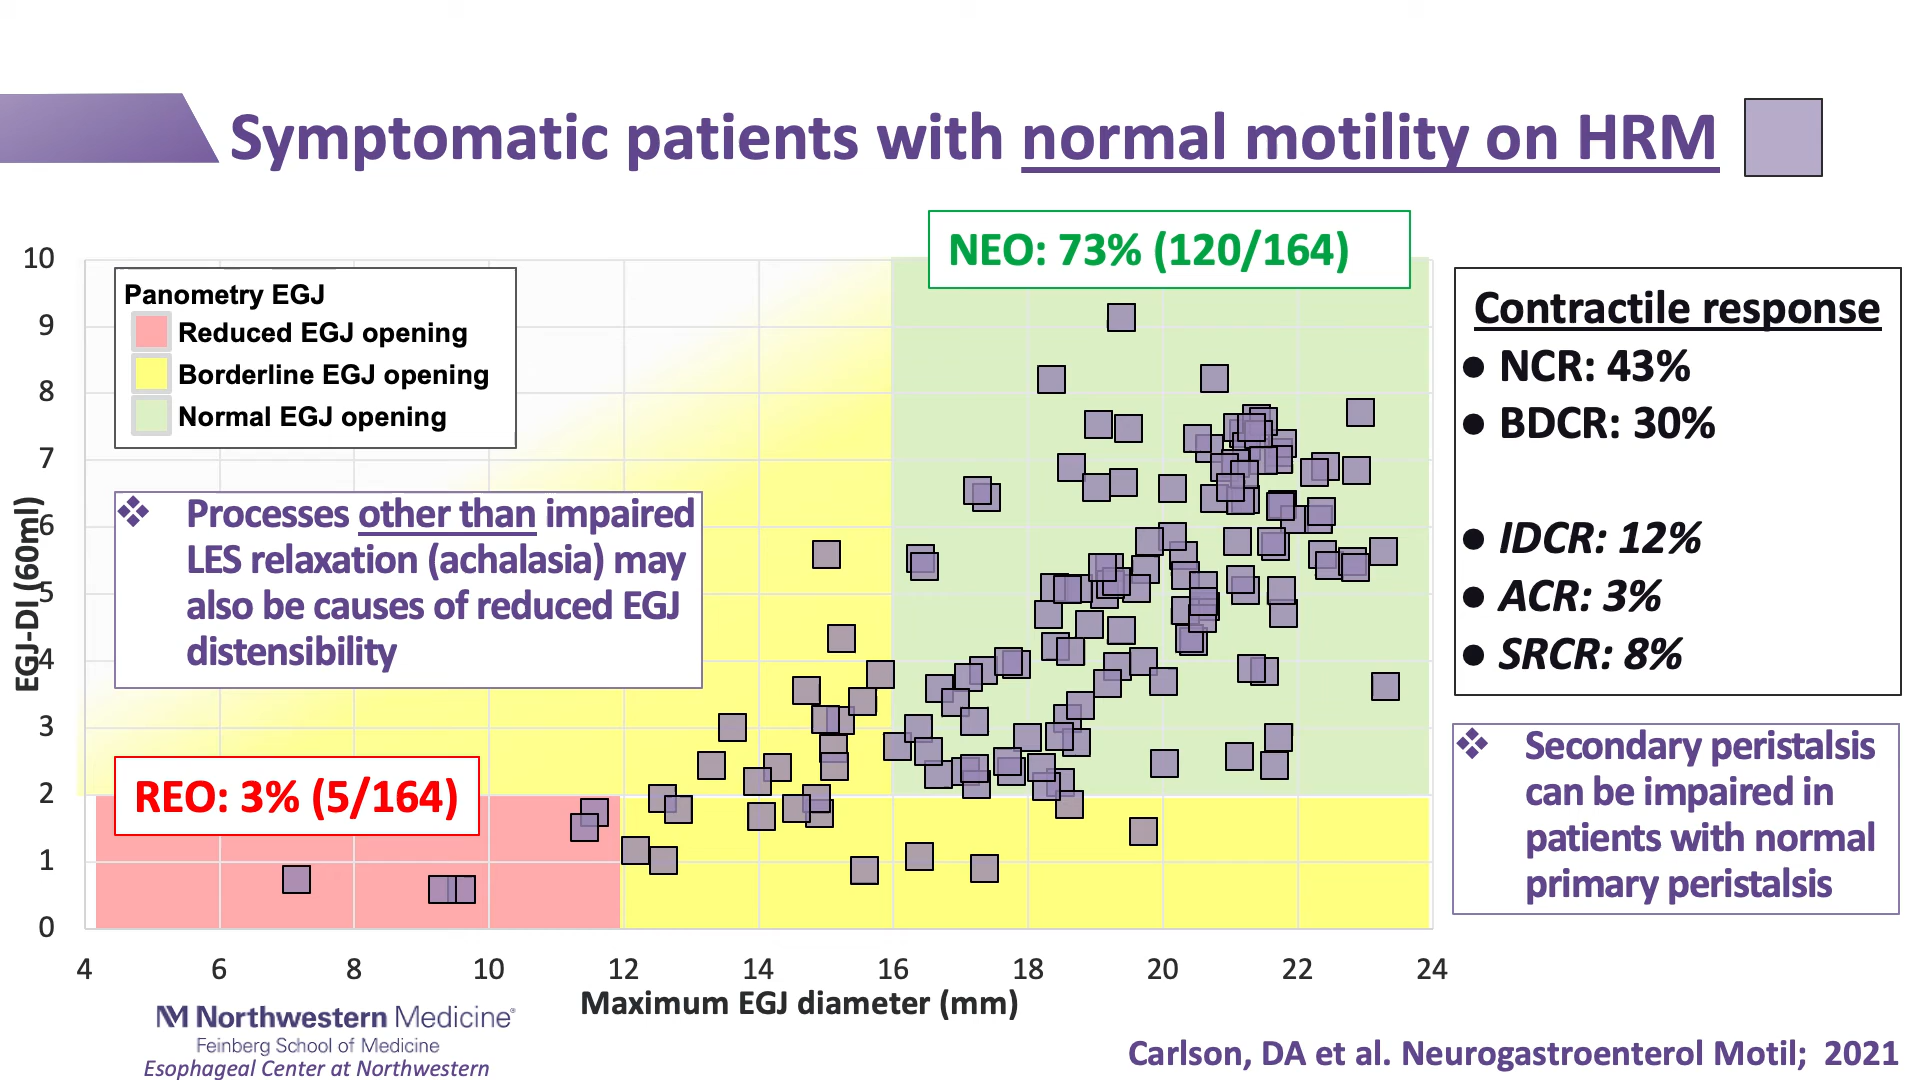 Symptomatic patients with normal motility on HRM
NEO: 73% (120/164)
Panometry EGJ
Reduced EGJ opening
Borderline EGJ opening
Normal EGJ opening
❖ Processes other than impaired
LES relaxation (achalasia) may
also be causes of reduced EGJ
distensibility
REO: 3% (5/164)
10
9
8
7
6
5
4
3
2
1
0
EGJ-DI (60ml)
4 6 8 10 12 14 16 18 20 22 24
Maximum EGJ diameter (mm)
Contractile response
● NCR: 43%
● BDCR: 30%
● IDCR: 12%
● ACR: 3%
● SRCR: 8%
❖ Secondary peristalsis
can be impaired in
patients with normal
primary peristalsis
NM Northwestern Medicine®
Feinberg School of Medicine
Esophageal Center at Northwestern
Carlson, DA et al. Neurogastroenterol Motil; 2021